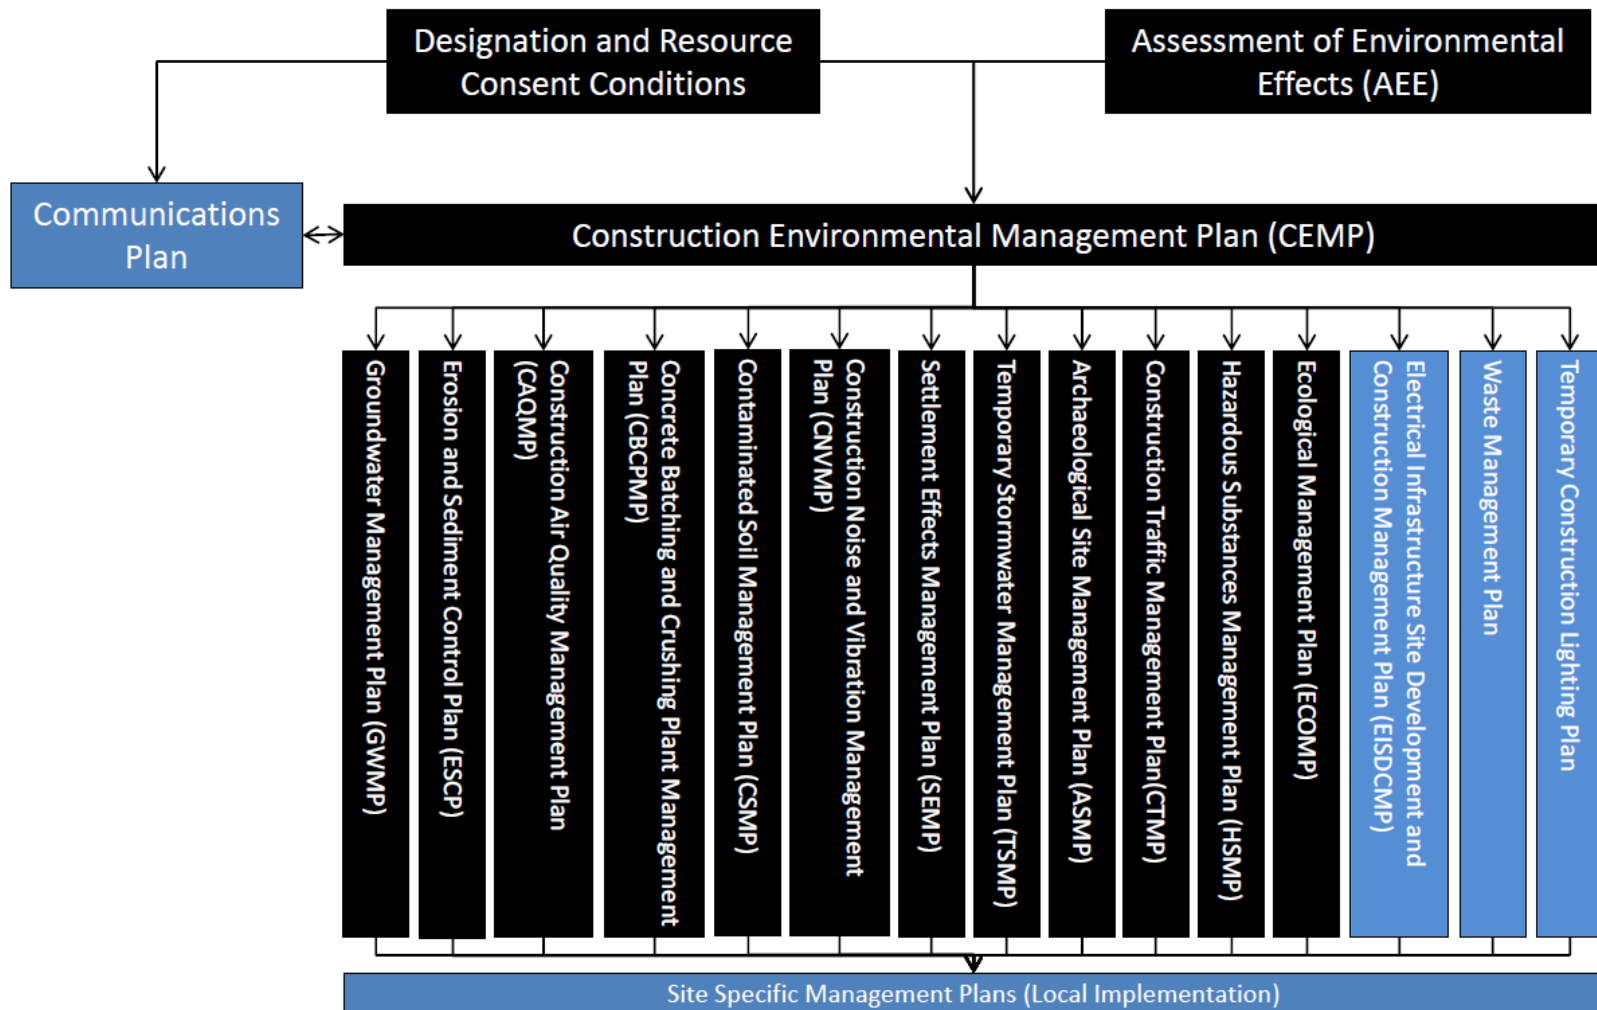 Designation and Resource
Consent Conditions
Assessment of Environmental
Effects (AEE)
Communications
Plan
Construction Environmental Management Plan (CEMP)
Groundwater Management Plan (GWMP)
Erosion and Sediment Control Plan (ESCP)
Construction Air Quality Management Plan
(CAQMP)
Concrete Batching and Crushing Plant Management
Plan (CBCPMP)
Contaminated Soil Management Plan (CSMP)
Construction Noise and Vibration Management
Plan (CNVMP)
Settlement Effects Management Plan (SEMP)
Temporary Stormwater Management Plan (TSMP)
Archaeological Site Management Plan (ASMP)
Construction Traffic Management Plan(CTMP)
Hazardous Substances Management Plan (HSMP)
Ecological Management Plan (ECOMP)
Electrical Infrastructure Site Development and
Construction Management Plan (EISDCMP)
Waste Management Plan
Temporary Construction Lighting Plan
Site Specific Management Plans (Local Implementation)